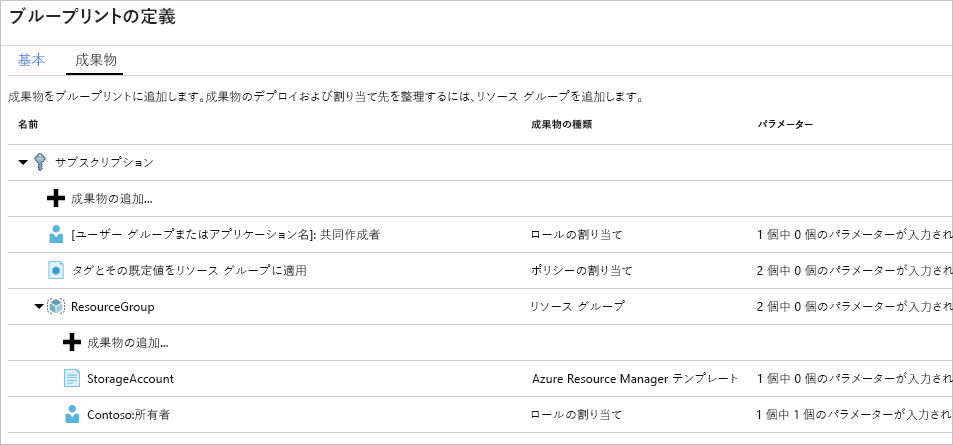 ブループリントの定義
基本 成果物
成果物をブループリントに追加します。成果物のデプロイおよび割り当て先を整理するには、リソース グループを追加します。
名前 成果物の種類 パラメーター
サブスクリプション
成果物の追加...
[ユーザー グループまたはアプリケーション名]: 共同作成者 ロールの割り当て 1 個中 0 個のパラメーターが入力され
タグとその既定値をリソース グループに適用 ポリシーの割り当て 2 個中 0 個のパラメーターが入力され
ResourceGroup リソース グループ 2 個中 0 個のパラメーターが入力され
成果物の追加...
StorageAccount Azure Resource Manager テンプレート 1 個中 0 個のパラメーターが入力され
Contoso:所有者 ロールの割り当て 1 個中 1 個のパラメーターが入力され